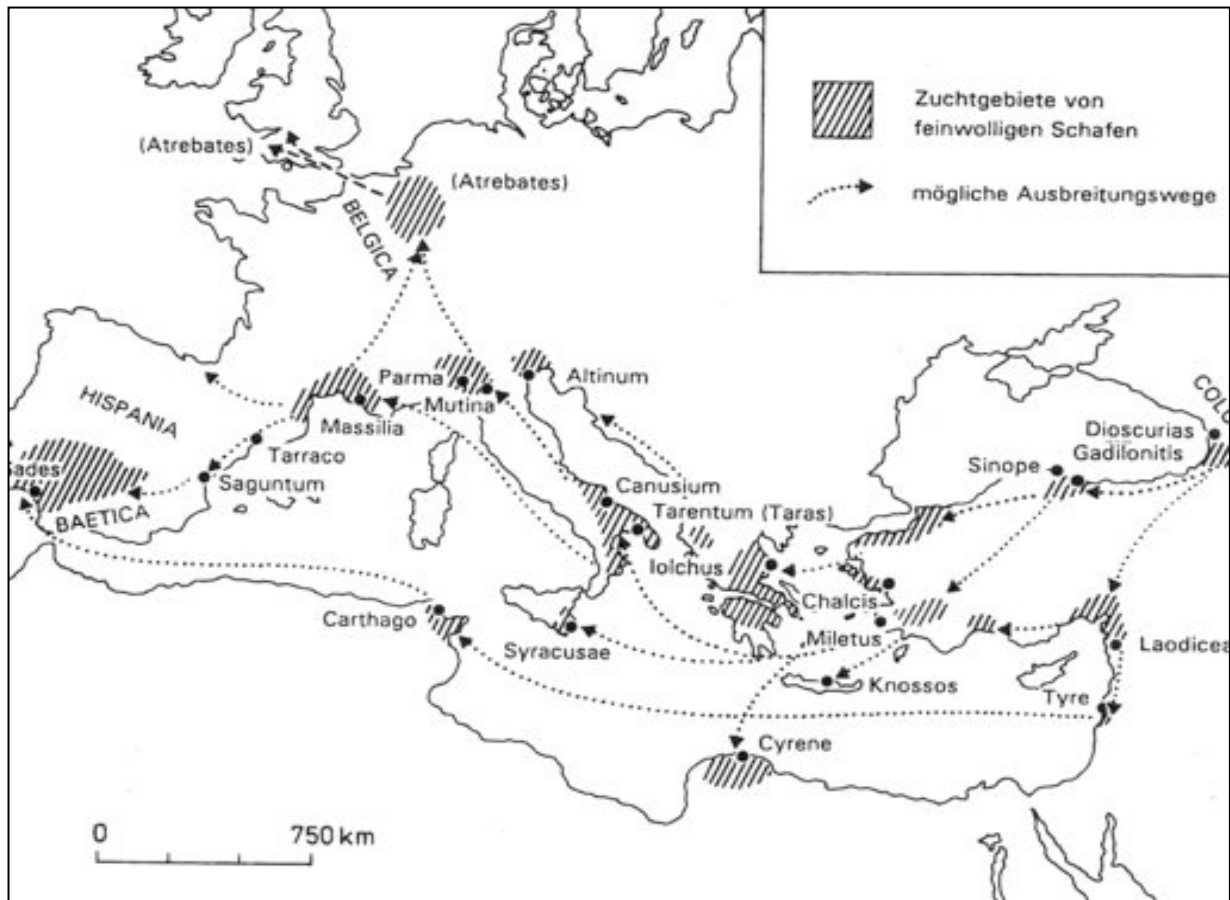 Zuchtgebiete von
feinwolligen Schafen
mögliche Ausbreitungswege
(Atrebates)
(Atrebates)
BELGICA
HISPANIA
Parma
Mutina
Altinum
Massilia
Tarraco
Saguntum
BAETICA
Canusium
Tarentum (Taras)
Iolchus
Chalcis
Miletus
Sinope
Dioscurias
Gadilonitis
Carthago
Syracusae
Knossos
Laodicea
Tyre
Cyrene
0 750 km